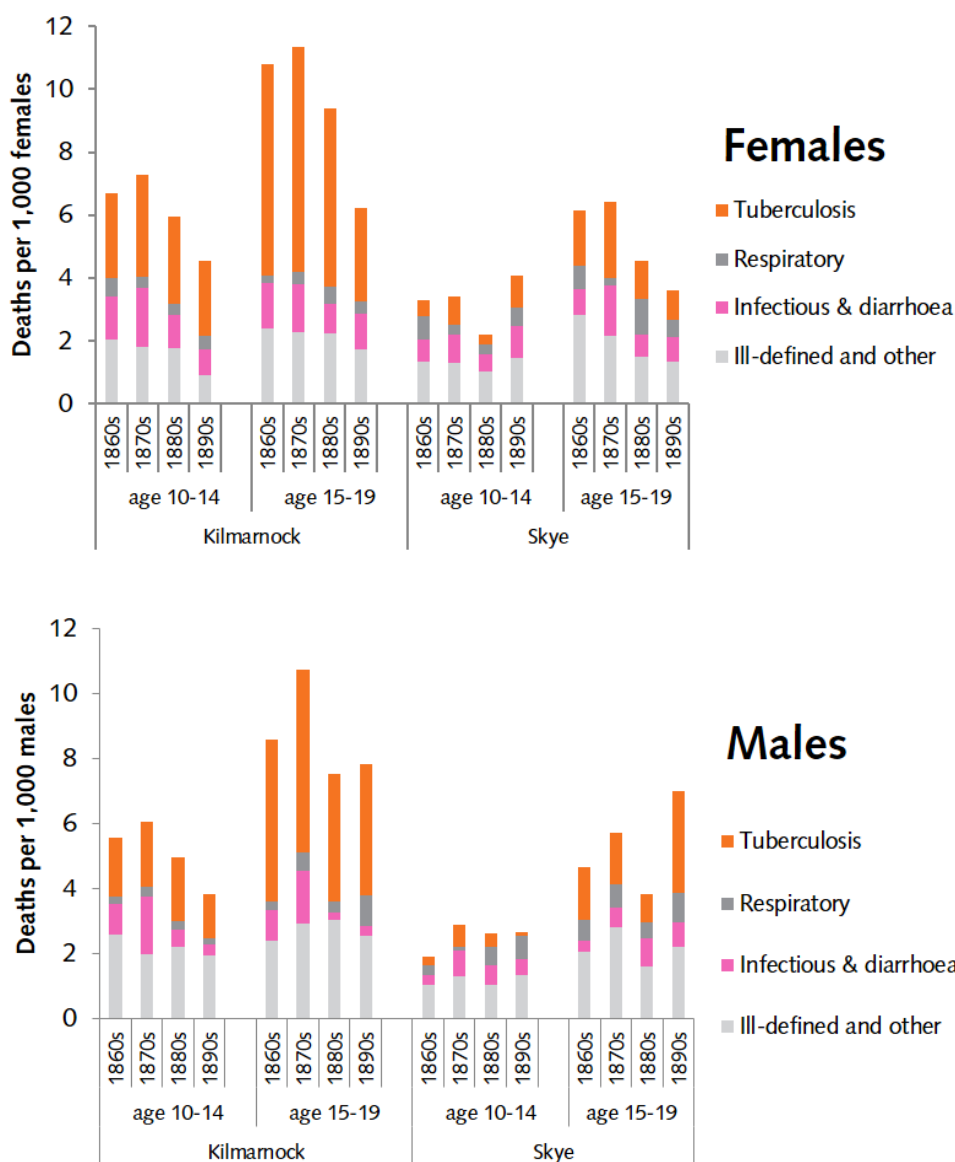 12
10
8
6
4
2
0
Deaths per 1,000 females
Females
Tuberculosis
Respiratory
Infectious & diarrhoea
Ill-defined and other
1860s 1870s 1880s 1890s 1860s 1870s 1880s 1890s 1860s 1870s 1880s 1890s 1860s 1870s 1880s 1890s
age 10-14 age 15-19 age 10-14 age 15-19
Kilmarnock Skye
12
10
8
6
4
2
0
Deaths per 1,000 males
Males
Tuberculosis
Respiratory
Infectious & diarrhoea
Ill-defined and other
1860s 1870s 1880s 1890s 1860s 1870s 1880s 1890s 1860s 1870s 1880s 1890s 1860s 1870s 1880s 1890s
age 10-14 age 15-19 age 10-14 age 15-19
Kilmarnock Skye